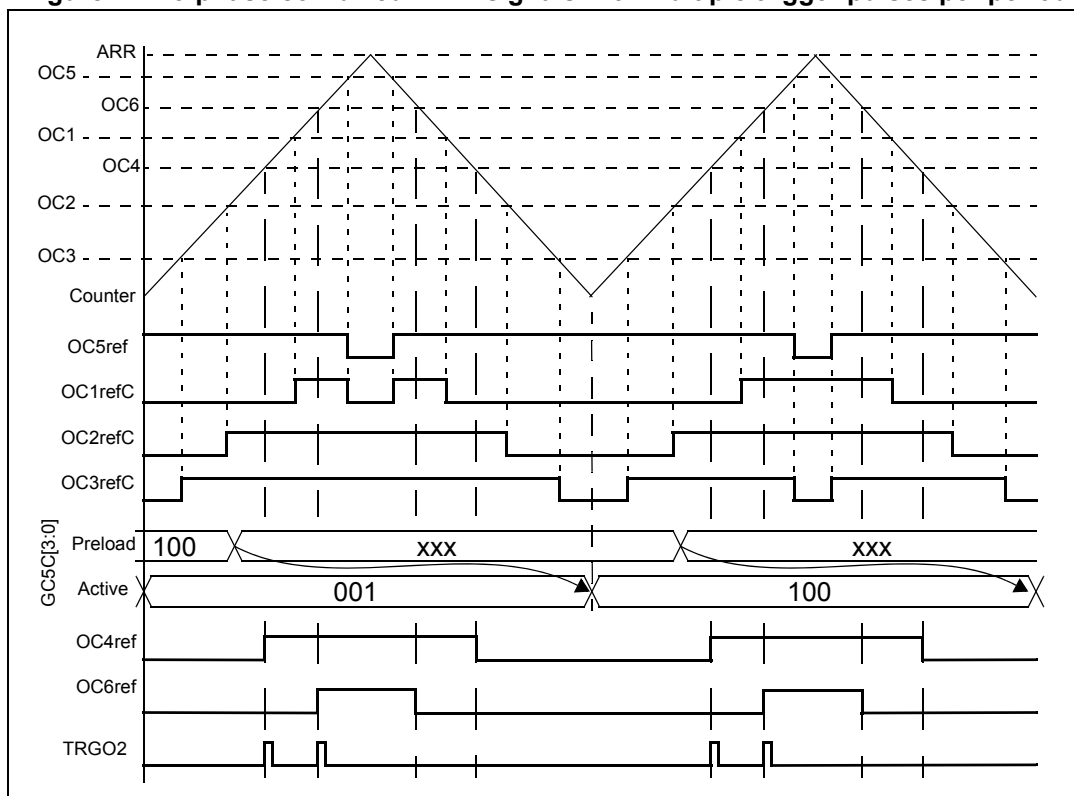 ARR
OC5
OC6
OC1
OC4
OC2
OC3
Counter
OC5ref
OC1refC
OC2refC
OC3refC
GC5C[3:0]
Preload 100 xxx xxx
Active 001 100
OC4ref
OC6ref
TRGO2